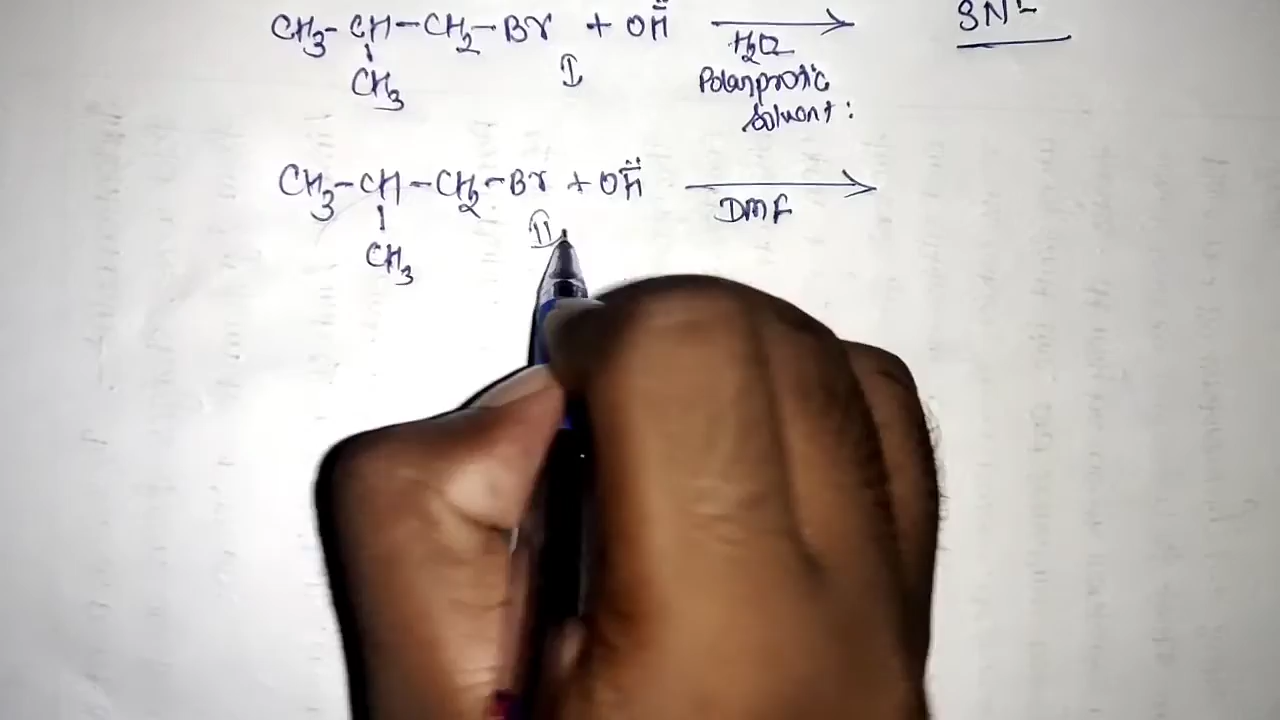 CH3-CH-CH2-Br + OH⁻ → SN2
CH3 I H2O
Polar protic
Solvent:
CH3-CH-CH2-Br + OH⁻ →
CH3 II DMF